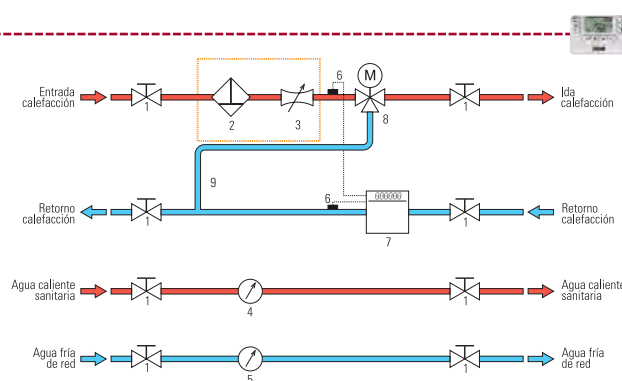 Entrada
calefacción
1
2
3
6
M
8
1
Ida
calefacción
9
Retorno
calefacción
1
6
7
1
Retorno
calefacción
Agua caliente
sanitaria
1
4
1
Agua caliente
sanitaria
Agua fría
de red
1
5
1
Agua fría
de red